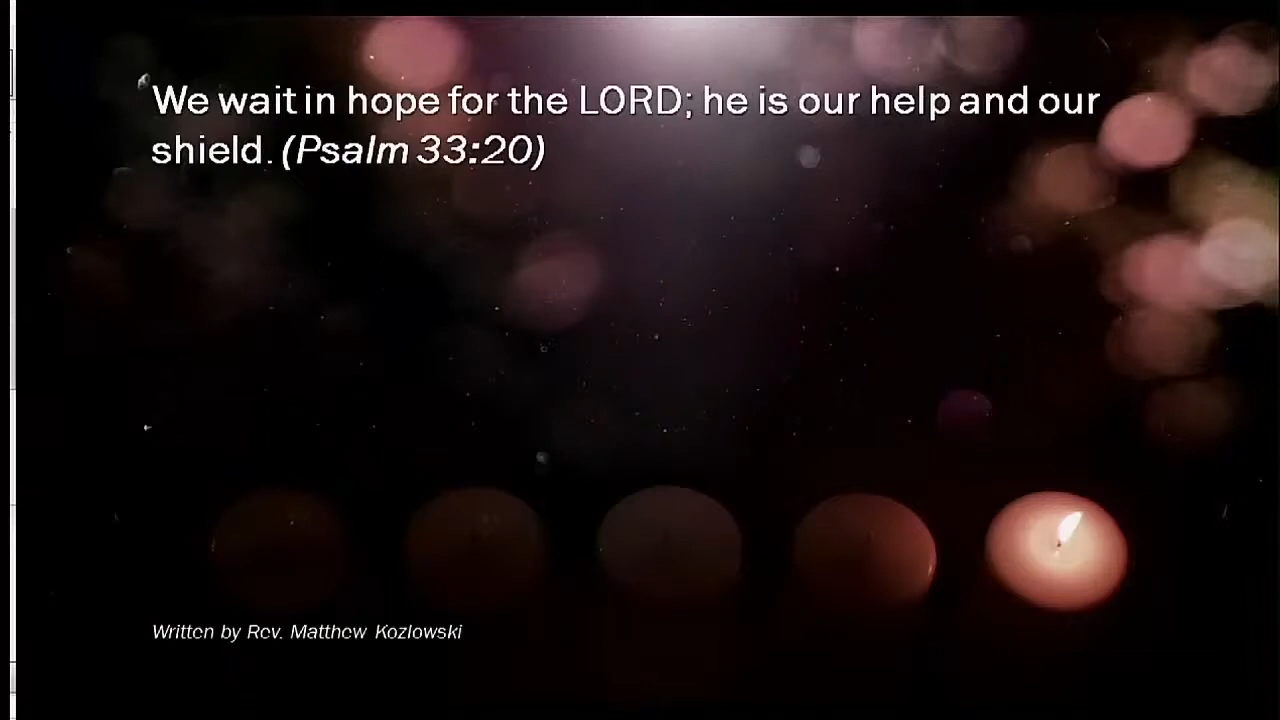 We wait in hope for the LORD; he is our help and our
shield. (Psalm 33:20)
Written by Rev. Matthew Kozlowski